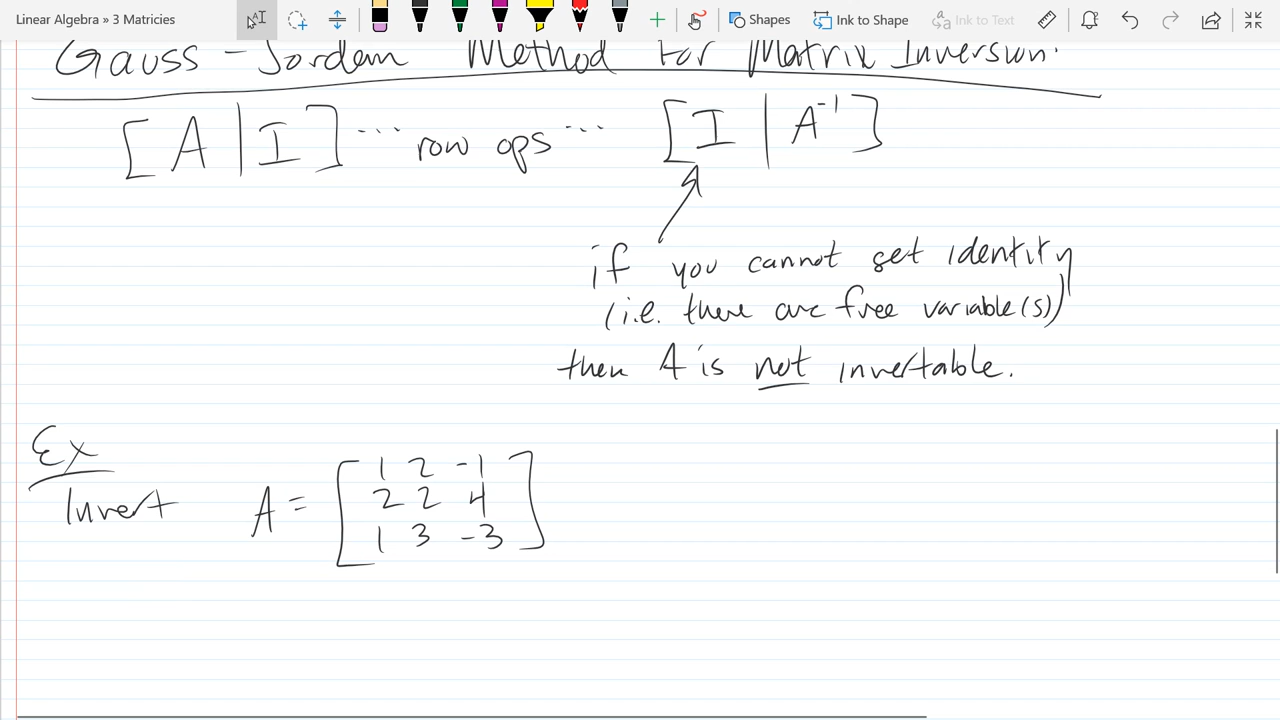 Linear Algebra » 3 Matricies
Shapes
Ink to Shape
Ink to Text
Gauss - Jordan Method For Matrix Inversion.
[ A | I ] ... row ops ... [ I | A⁻¹ ]
if you cannot get identity
(i.e. there are free variable(s))
then A is not invertable.
Ex
Invert A = [ 1 2 -1
2 2 4
1 3 -3 ]